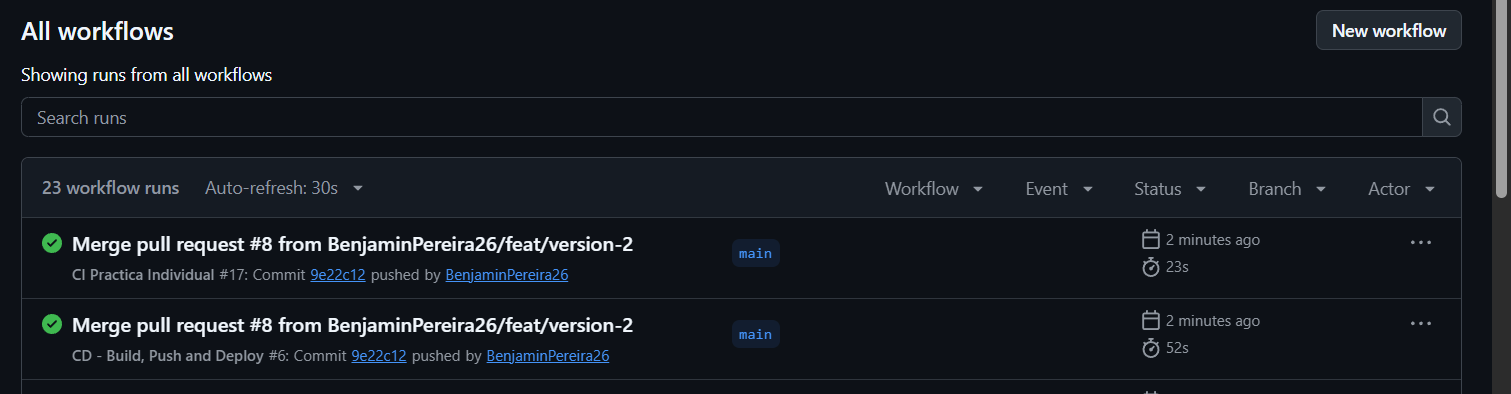 All workflows
New workflow
Showing runs from all workflows
Search runs
23 workflow runs Auto-refresh: 30s Workflow Event Status Branch Actor
Merge pull request #8 from BenjaminPereira26/feat/version-2
main
2 minutes ago
CI Practica Individual #17: Commit 9e22c12 pushed by BenjaminPereira26
23s
Merge pull request #8 from BenjaminPereira26/feat/version-2
main
2 minutes ago
CD - Build, Push and Deploy #6: Commit 9e22c12 pushed by BenjaminPereira26
52s